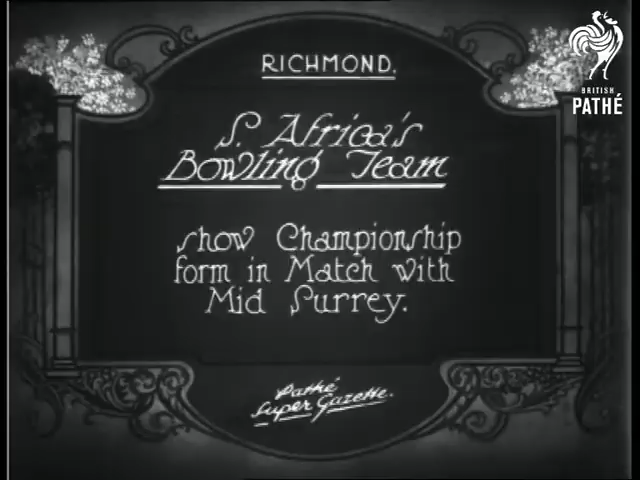 RICHMOND.
S. Africa's
Bowling Team
show Championship
form in Match with
Mid Surrey.
Pathé
Super Gazette.
BRITISH
PATHÉ